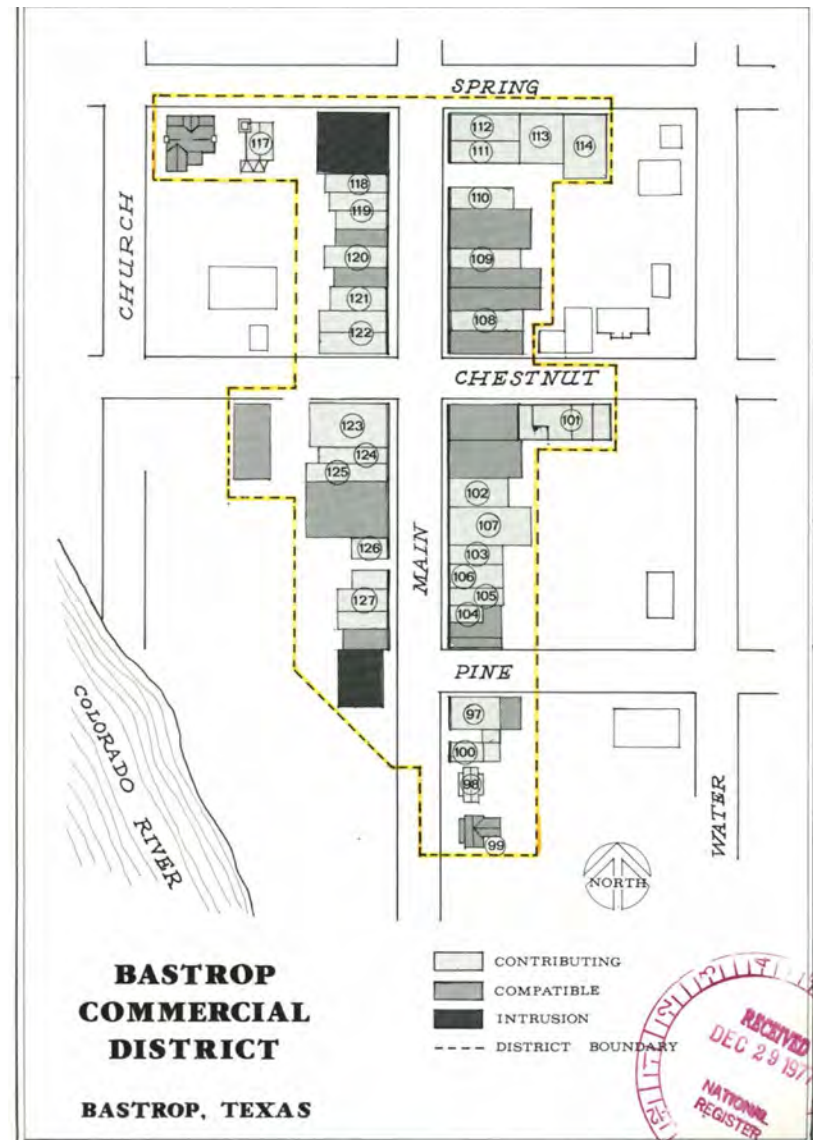 SPRING
CHURCH
117
112
111
113
114
118
119
120
121
122
110
109
108
CHESTNUT
123
124
125
126
127
101
102
107
103
106
105
104
MAIN
PINE
97
100
98
99
COLORADO RIVER
WATER
NORTH
BASTROP
COMMERCIAL
DISTRICT
BASTROP, TEXAS
CONTRIBUTING
COMPATIBLE
INTRUSION
DISTRICT BOUNDARY
RECEIVED
DEC 29 197
NATIONAL
REGISTER